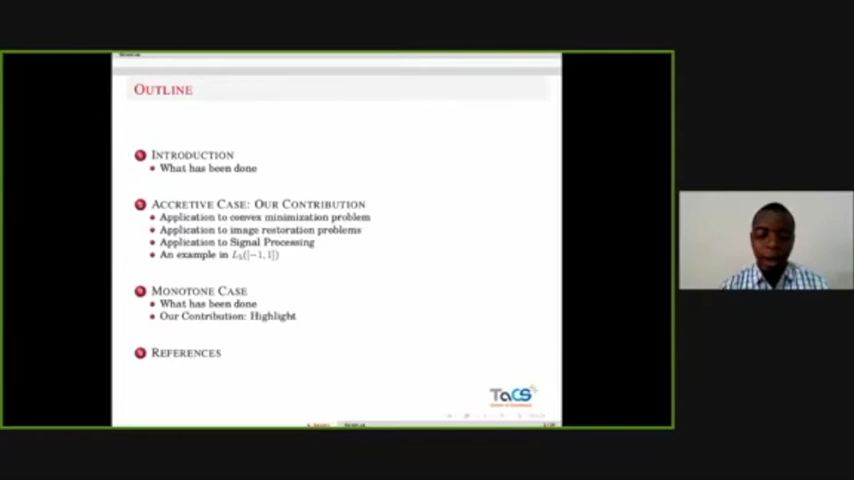 OUTLINE
INTRODUCTION
• What has been done
ACCRETIVE CASE: OUR CONTRIBUTION
• Application to convex minimization problem
• Application to image restoration problems
• Application to Signal Processing
• An example in L₅([−1, 1])
MONOTONE CASE
• What has been done
• Our Contribution: Highlight
REFERENCES
TaCS